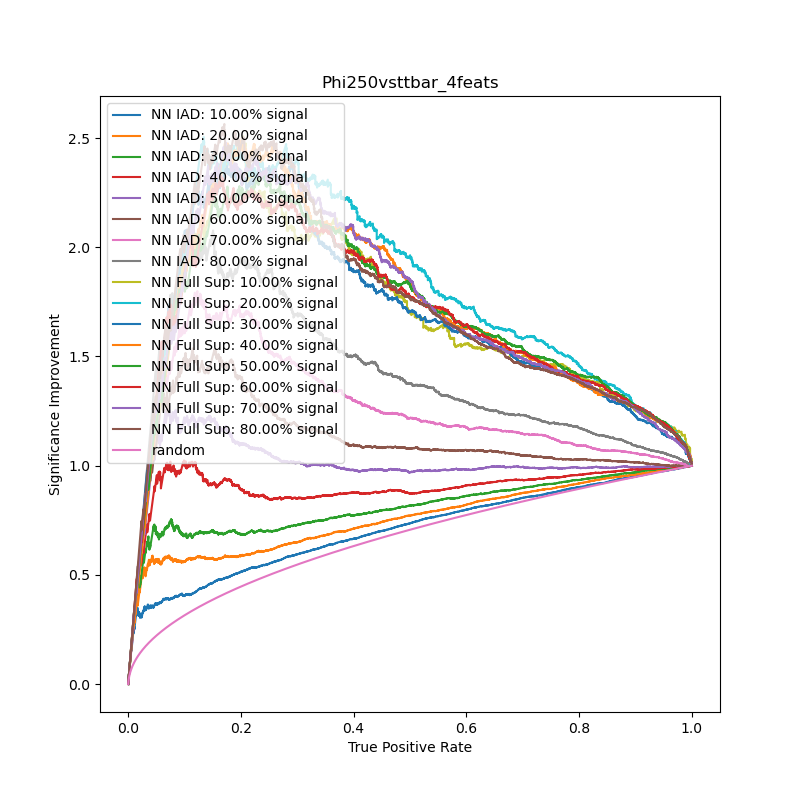 Phi250vsttbar_4feats
Significance Improvement
2.5
2.0
1.5
1.0
0.5
0.0
NN IAD: 10.00% signal
NN IAD: 20.00% signal
NN IAD: 30.00% signal
NN IAD: 40.00% signal
NN IAD: 50.00% signal
NN IAD: 60.00% signal
NN IAD: 70.00% signal
NN IAD: 80.00% signal
NN Full Sup: 10.00% signal
NN Full Sup: 20.00% signal
NN Full Sup: 30.00% signal
NN Full Sup: 40.00% signal
NN Full Sup: 50.00% signal
NN Full Sup: 60.00% signal
NN Full Sup: 70.00% signal
NN Full Sup: 80.00% signal
random
0.0 0.2 0.4 0.6 0.8 1.0
True Positive Rate